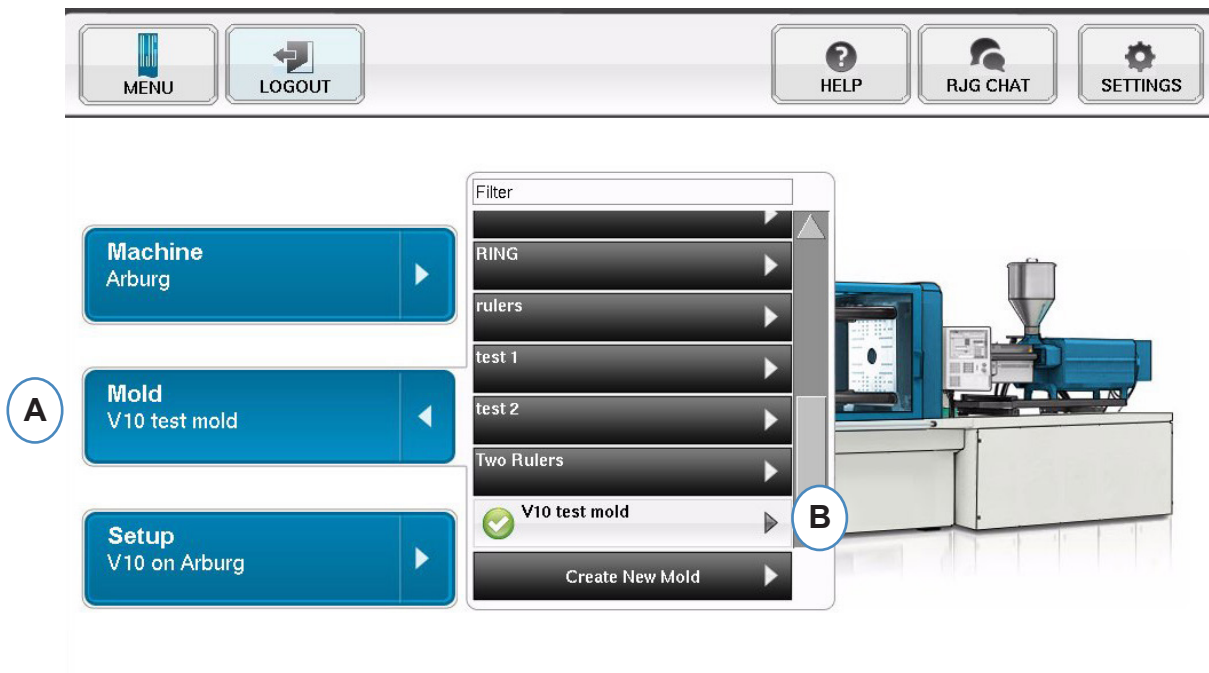 MENU
LOGOUT
HELP
RJG CHAT
SETTINGS
Filter
Machine
Arburg
RING
rulers
test 1
A
Mold
V10 test mold
test 2
Two Rulers
V10 test mold
B
Setup
V10 on Arburg
Create New Mold